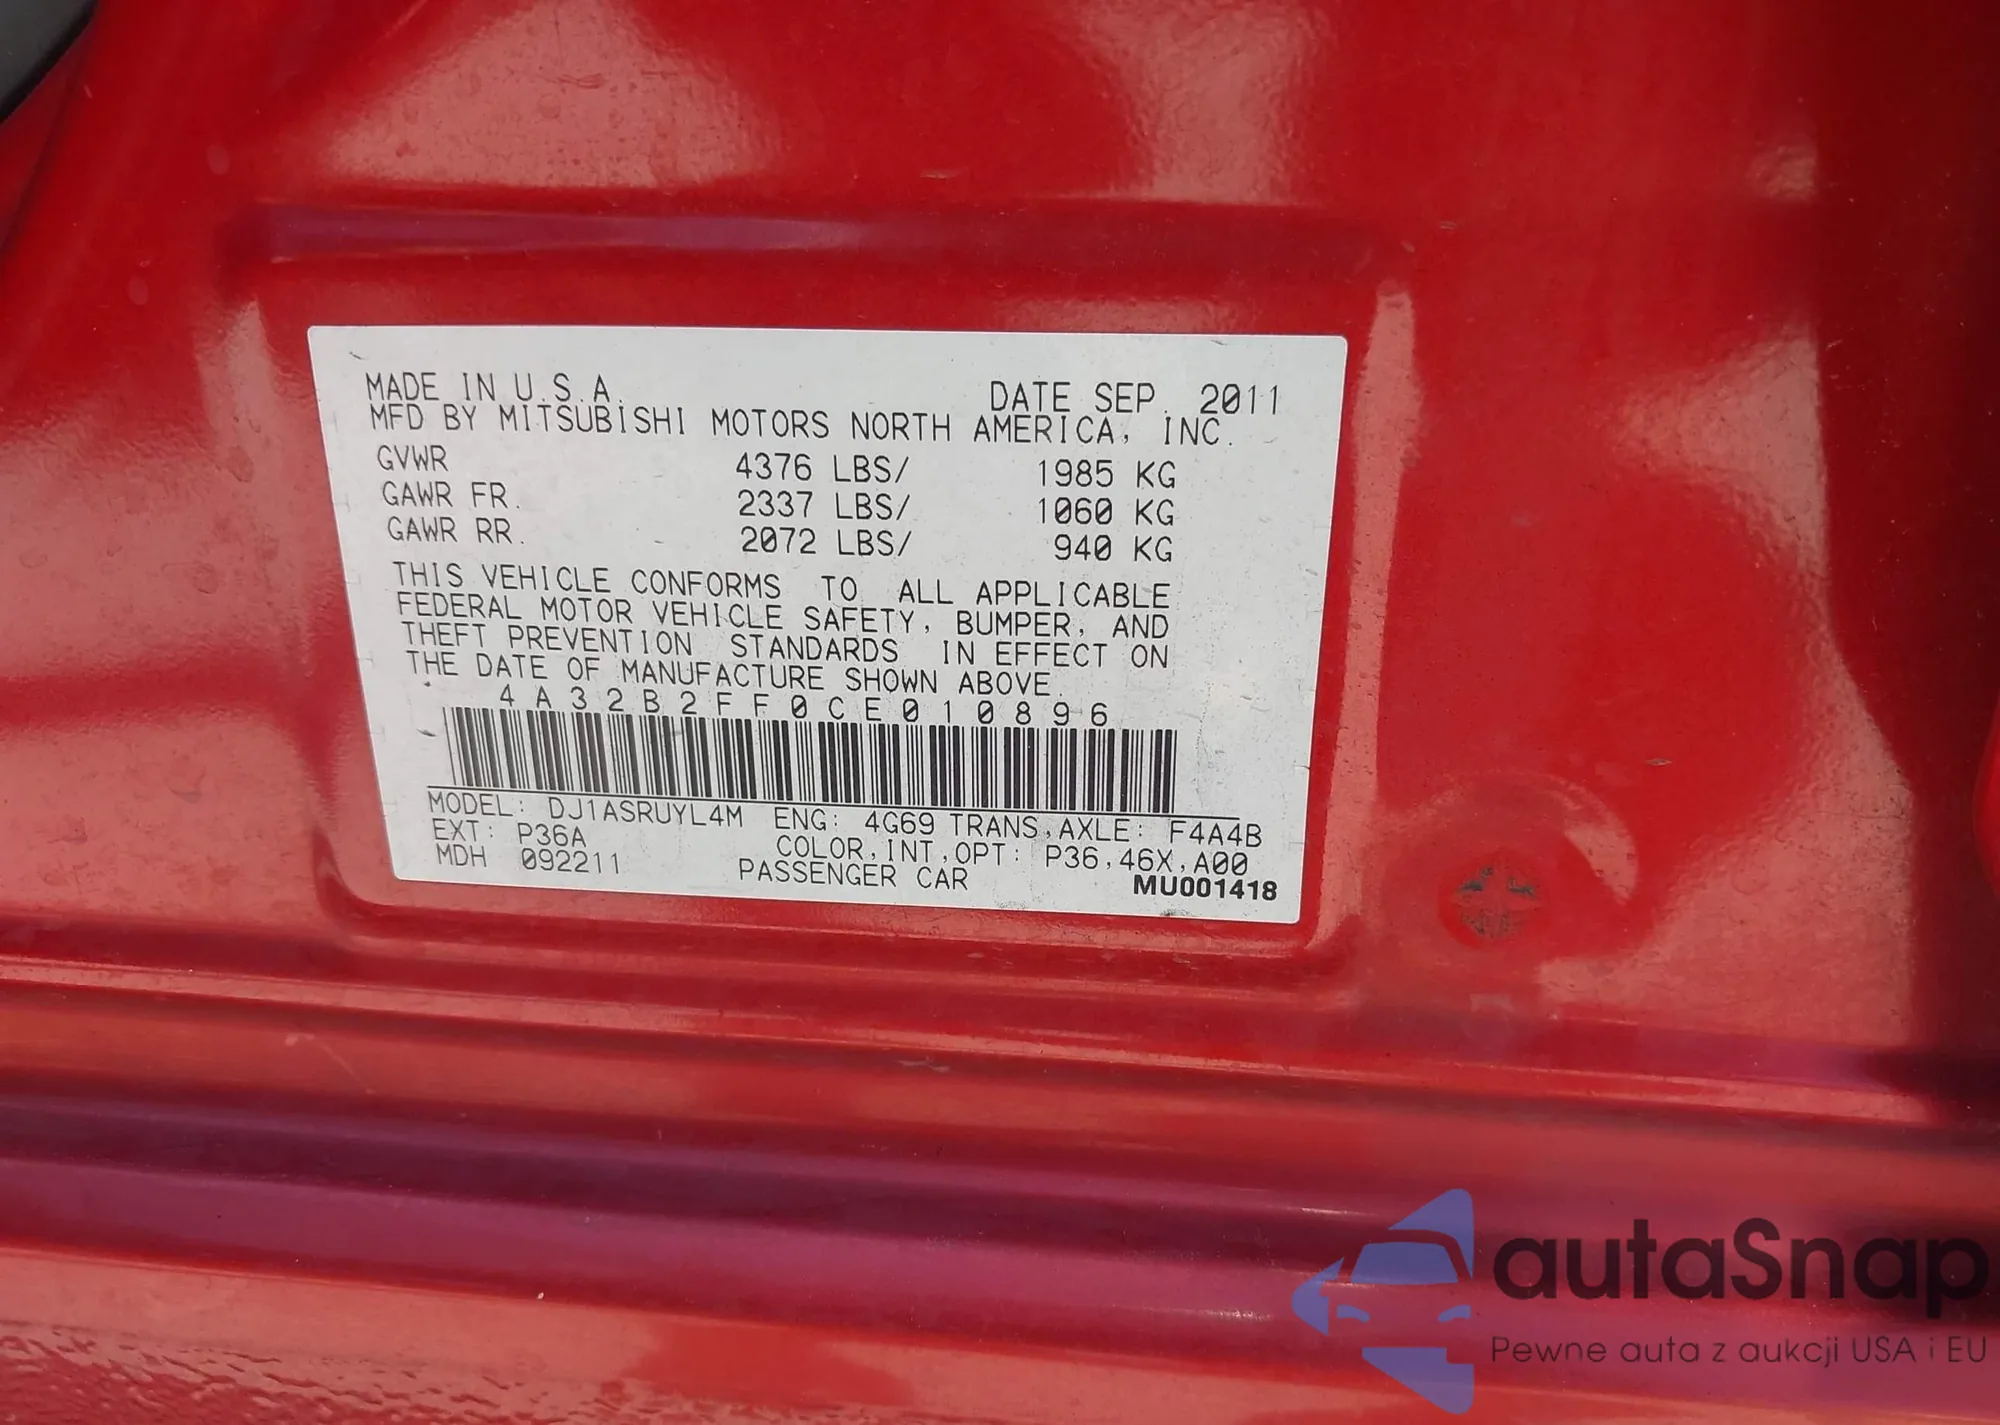 MADE IN U.S.A. DATE SEP. 2011
MFD BY MITSUBISHI MOTORS NORTH AMERICA, INC.
GVWR 4376 LBS/ 1985 KG
GAWR FR. 2337 LBS/ 1060 KG
GAWR RR. 2072 LBS/ 940 KG
THIS VEHICLE CONFORMS TO ALL APPLICABLE
FEDERAL MOTOR VEHICLE SAFETY, BUMPER, AND
THEFT PREVENTION STANDARDS IN EFFECT ON
THE DATE OF MANUFACTURE SHOWN ABOVE.
4A32B2FF0CE010896
MODEL: DJ1ASRUYL4M ENG: 4G69 TRANS,AXLE: F4A4B
EXT: P36A COLOR,INT,OPT: P36,46X,A00
MDH 092211 PASSENGER CAR MU001418
autaSnap
Pewne auta z aukcji USA i EU